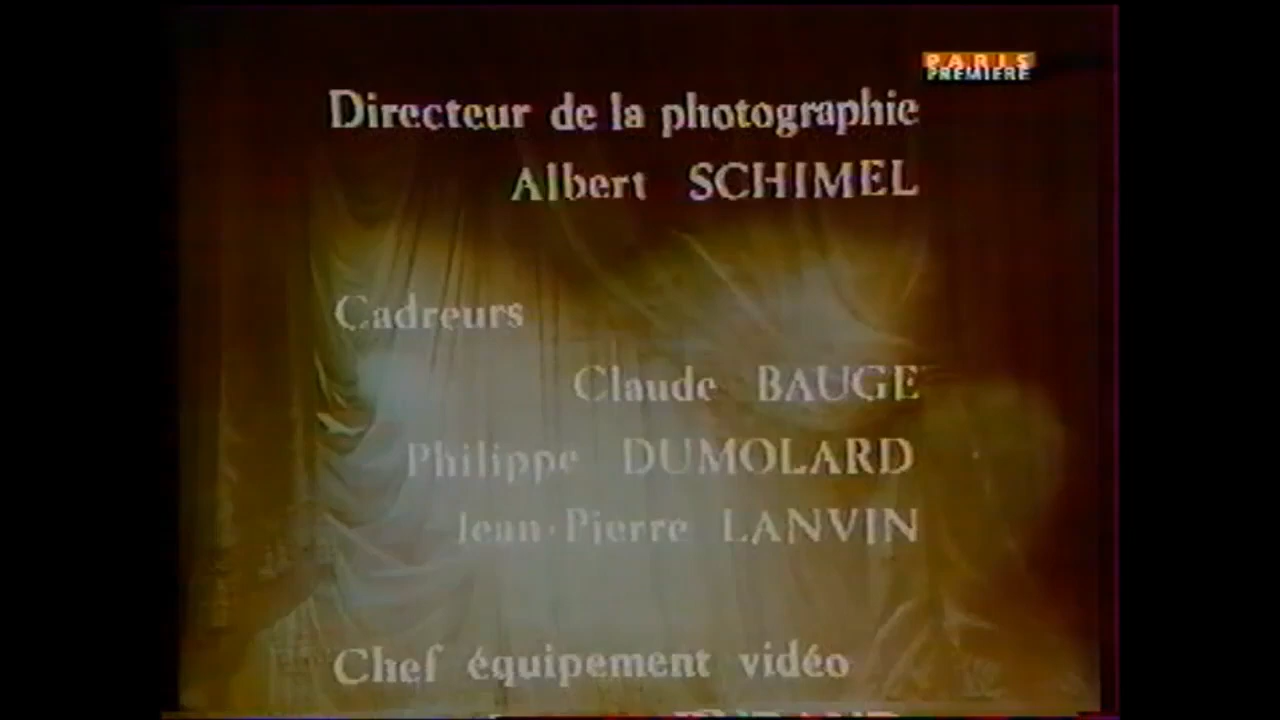 PARIS
PREMIERE
Directeur de la photographie
Albert SCHIMEL
Cadreurs
Claude BAUGE
Philippe DUMOLARD
Jean-Pierre LANVIN
Chef équipement vidéo